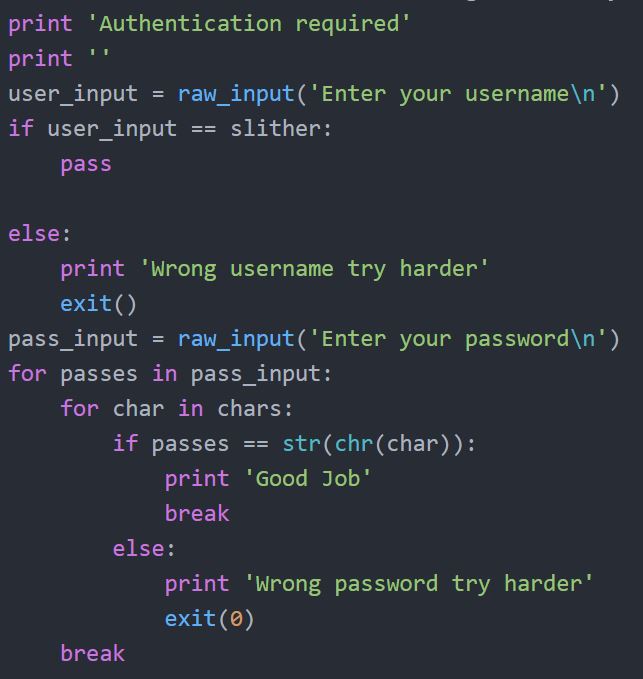 print 'Authentication required'
print ''
user_input = raw_input('Enter your username\n')
if user_input == slither:
    pass

else:
    print 'Wrong username try harder'
    exit()
pass_input = raw_input('Enter your password\n')
for passes in pass_input:
    for char in chars:
        if passes == str(chr(char)):
            print 'Good Job'
            break
        else:
            print 'Wrong password try harder'
            exit(0)
    break